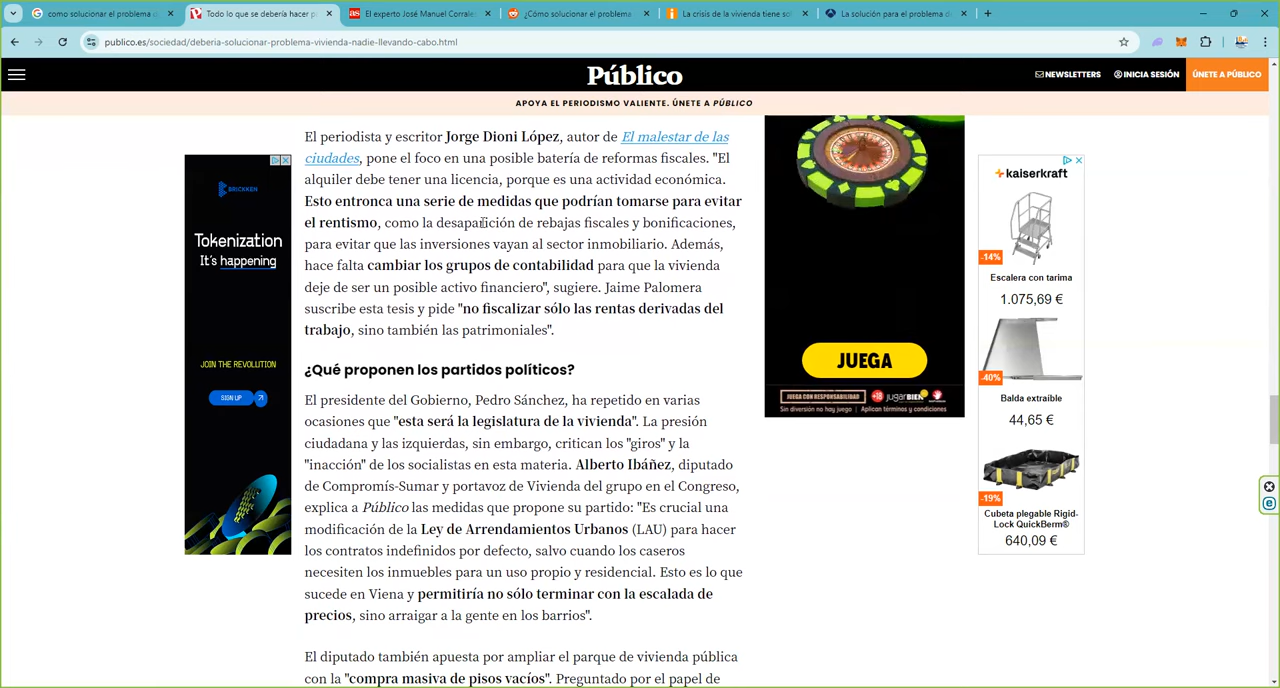 como solucionar el problema d
Todo lo que se debería hacer p
El experto José Manuel Corrales
¿Cómo solucionar el problema
La crisis de la vivienda tiene so
La solución para el problema d
publico.es/sociedad/deberia-solucionar-problema-vivienda-nadie-llevando-cabo.html
Público
NEWSLETTERS
INICIA SESIÓN
ÚNETE A PÚBLICO
APOYA EL PERIODISMO VALIENTE. ÚNETE A PÚBLICO
BRICKKEN
Tokenization
It's happening
JOIN THE REVOLUTION
SIGN UP
El periodista y escritor Jorge Dioni López, autor de El malestar de las
ciudades, pone el foco en una posible batería de reformas fiscales. "El
alquiler debe tener una licencia, porque es una actividad económica.
Esto entronca una serie de medidas que podrían tomarse para evitar
el rentismo, como la desaparición de rebajas fiscales y bonificaciones,
para evitar que las inversiones vayan al sector inmobiliario. Además,
hace falta cambiar los grupos de contabilidad para que la vivienda
deje de ser un posible activo financiero", sugiere. Jaime Palomera
suscribe esta tesis y pide "no fiscalizar sólo las rentas derivadas del
trabajo, sino también las patrimoniales".
¿Qué proponen los partidos políticos?
El presidente del Gobierno, Pedro Sánchez, ha repetido en varias
ocasiones que "esta será la legislatura de la vivienda". La presión
ciudadana y las izquierdas, sin embargo, critican los "giros" y la
"inacción" de los socialistas en esta materia. Alberto Ibáñez, diputado
de Compromís-Sumar y portavoz de Vivienda del grupo en el Congreso,
explica a Público las medidas que propone su partido: "Es crucial una
modificación de la Ley de Arrendamientos Urbanos (LAU) para hacer
los contratos indefinidos por defecto, salvo cuando los caseros
necesiten los inmuebles para un uso propio y residencial. Esto es lo que
sucede en Viena y permitiría no sólo terminar con la escalada de
precios, sino arraigar a la gente en los barrios".
El diputado también apuesta por ampliar el parque de vivienda pública
con la "compra masiva de pisos vacíos". Preguntado por el papel de
JUEGA
JUEGA CON RESPONSABILIDAD
+18
jugarBIEN
Sin diversión no hay juego | Aplican términos y condiciones
kaiserkraft
-14%
Escalera con tarima
1.075,69 €
-40%
Balda extraíble
44,65 €
-19%
Cubeta plegable Rigid-
Lock QuickBerm®
640,09 €